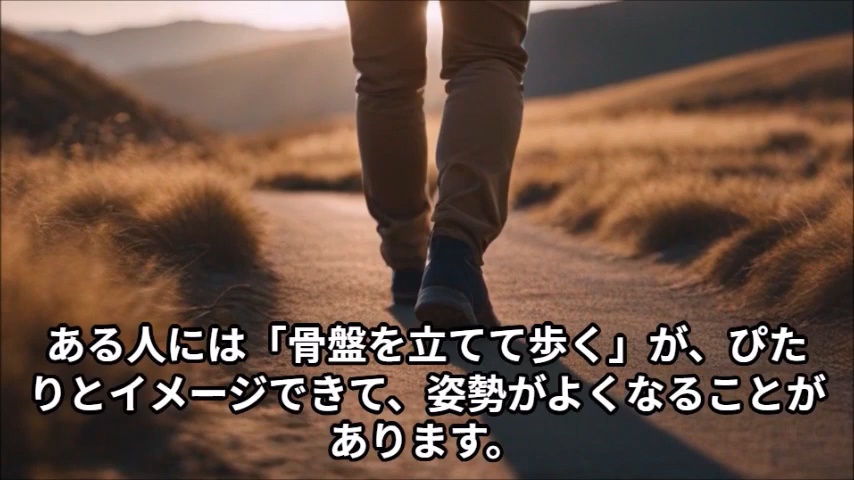 ある人には「骨盤を立てて歩く」が、ぴた
りとイメージできて、姿勢がよくなることが
あります。